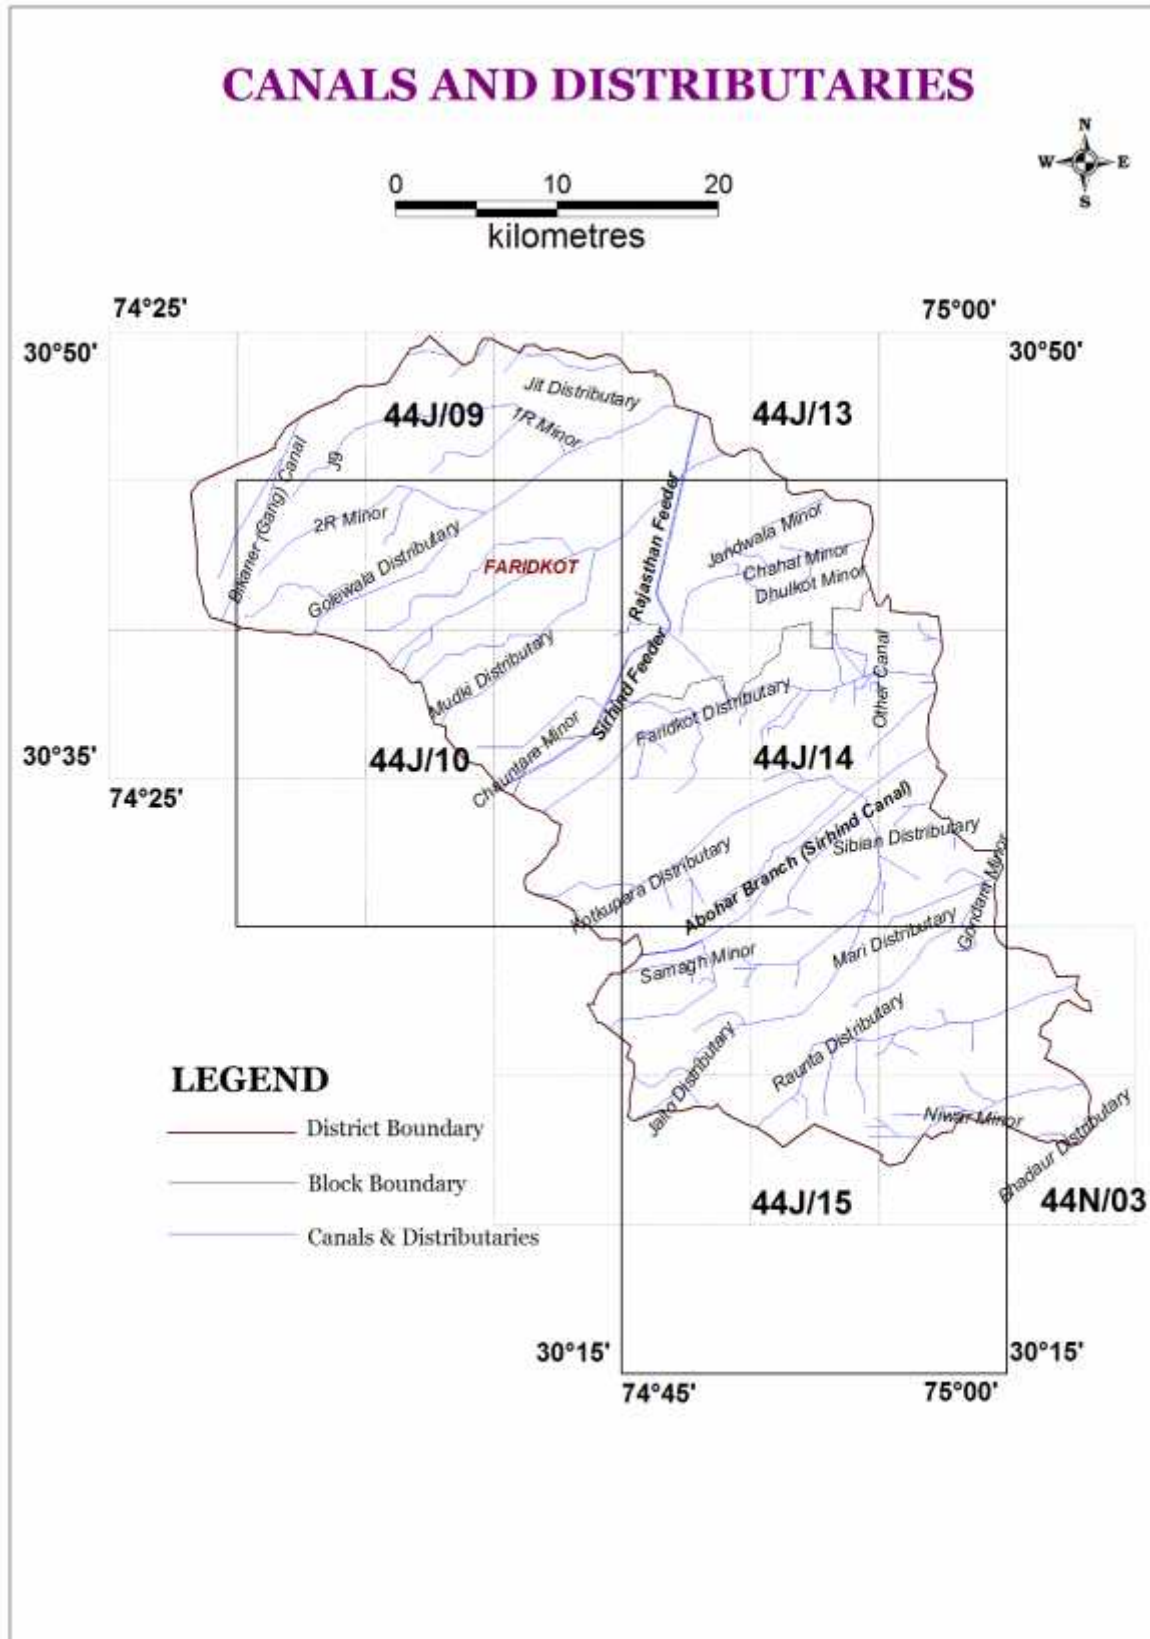 CANALS AND DISTRIBUTARIES
N
W E
S
0 10 20
kilometres
74°25' 75°00'
30°50' 30°50'
Jit Distributary
44J/09 44J/13
1R Minor
J9
Bikaner (Gang) Canal
2R Minor
Rajasthan Feeder
Jandwala Minor
Golewala Distributary
FARIDKOT
Chahal Minor
Dhulkot Minor
Mudki Distributary
Sirhind Feeder
Other Canal
Faridkot Distributary
Chauntara Minor
30°35'
44J/10 44J/14
74°25'
Abohar Branch (Sirhind Canal)
Sibian Distributary
Kotkupara Distributary
Gondara Minor
Mari Distributary
Samagh Minor
Raunta Distributary
Jaito Distributary
LEGEND
District Boundary
Niwar Minor
Bhadaur Distributary
Block Boundary
44J/15 44N/03
Canals & Distributaries
30°15' 30°15'
74°45' 75°00'